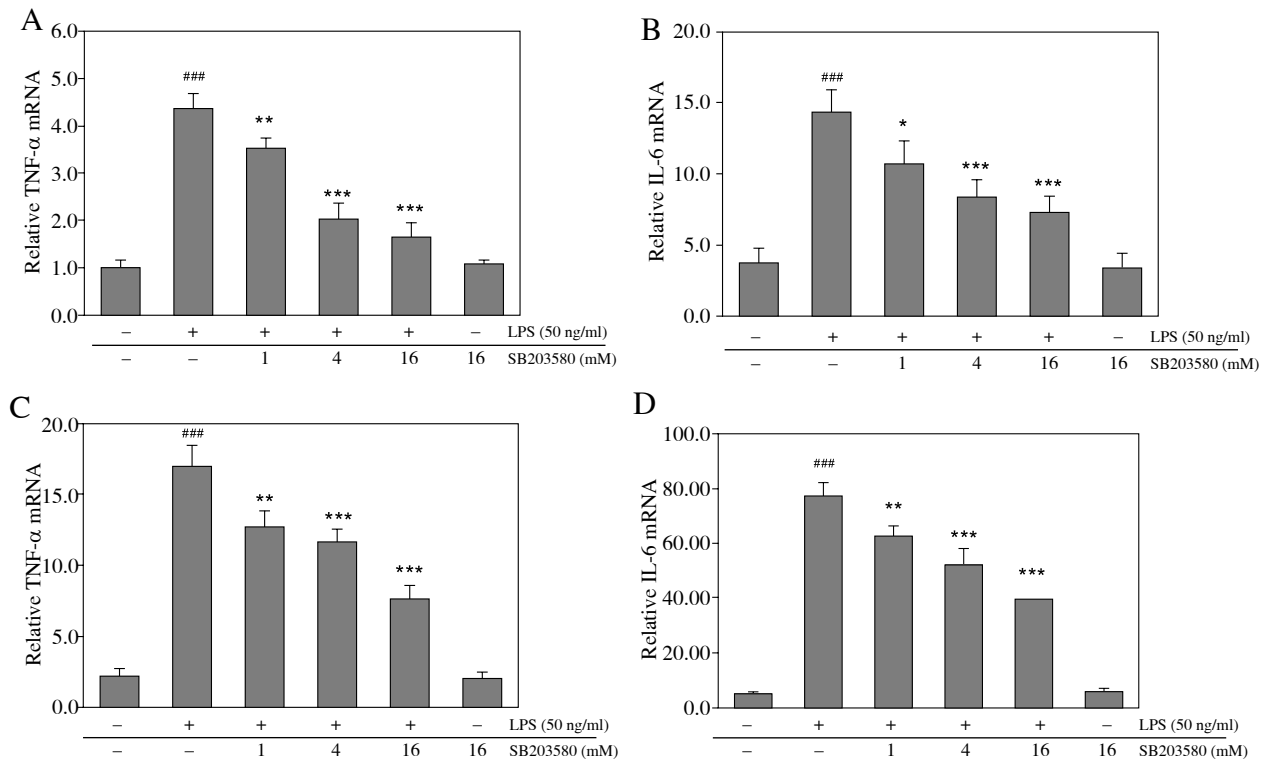 A
Relative TNF-α mRNA
6.0
5.0
4.0
3.0
2.0
1.0
0.0
###
**
***
***
– + + + + – LPS (50 ng/ml)
– – 1 4 16 16 SB203580 (mM)
B
Relative IL-6 mRNA
20.0
15.0
10.0
5.0
0.0
###
*
***
***
– + + + + – LPS (50 ng/ml)
– – 1 4 16 16 SB203580 (mM)
C
Relative TNF-α mRNA
20.0
15.0
10.0
5.0
0.0
###
**
***
***
– + + + + – LPS (50 ng/ml)
– – 1 4 16 16 SB203580 (mM)
D
Relative IL-6 mRNA
100.0
80.00
60.00
40.00
20.00
0.0
###
**
***
***
– + + + + – LPS (50 ng/ml)
– – 1 4 16 16 SB203580 (mM)